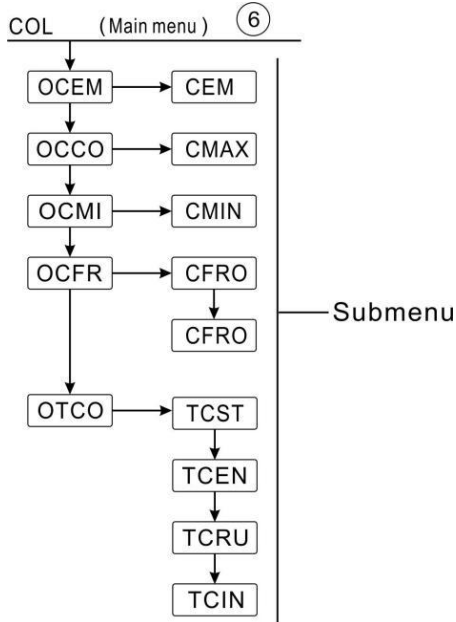 COL (Main menu) 6
OCEM CEM
OCCO CMAX
OCMI CMIN
OCFR CFRO
Submenu
CFRO
OTCO TCST
TCEN
TCRU
TCIN